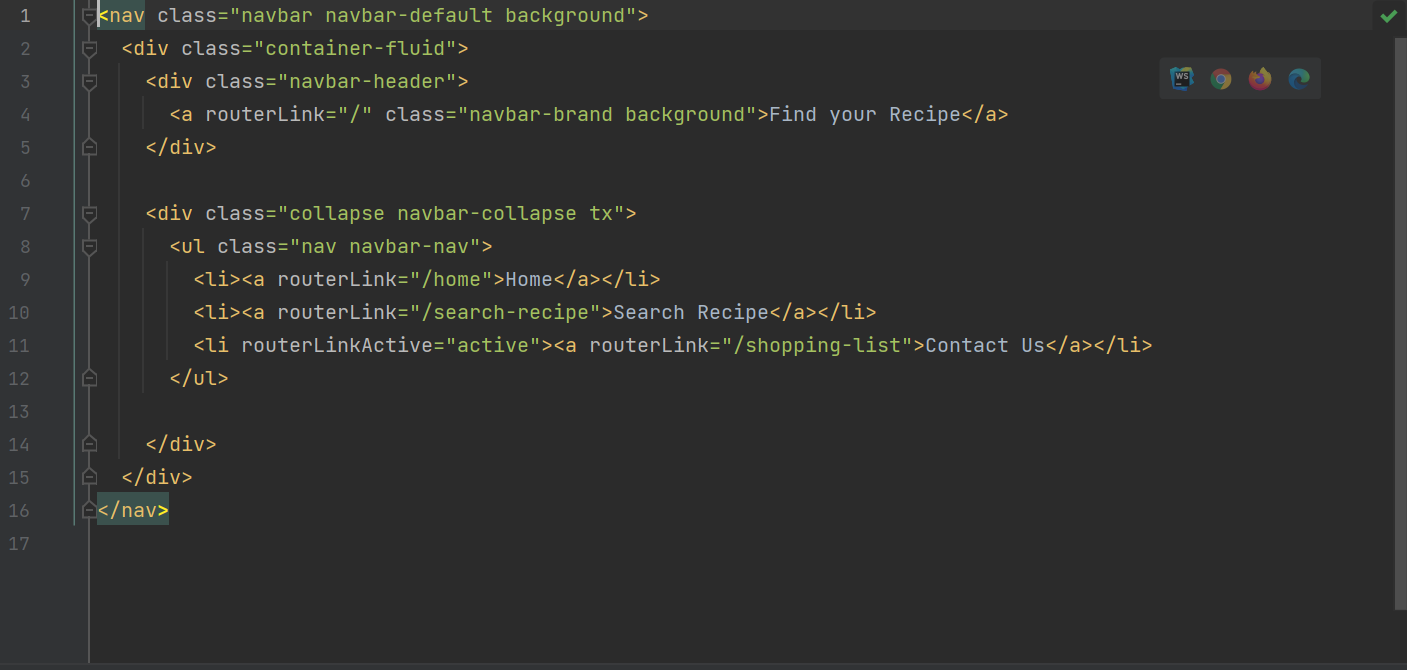 1 <nav class="navbar navbar-default background">
2   <div class="container-fluid">
3     <div class="navbar-header">
WS
4       <a routerLink="/" class="navbar-brand background">Find your Recipe</a>
5     </div>
6
7     <div class="collapse navbar-collapse tx">
8       <ul class="nav navbar-nav">
9         <li><a routerLink="/home">Home</a></li>
10         <li><a routerLink="/search-recipe">Search Recipe</a></li>
11         <li routerLinkActive="active"><a routerLink="/shopping-list">Contact Us</a></li>
12       </ul>
13
14     </div>
15   </div>
16 </nav>
17